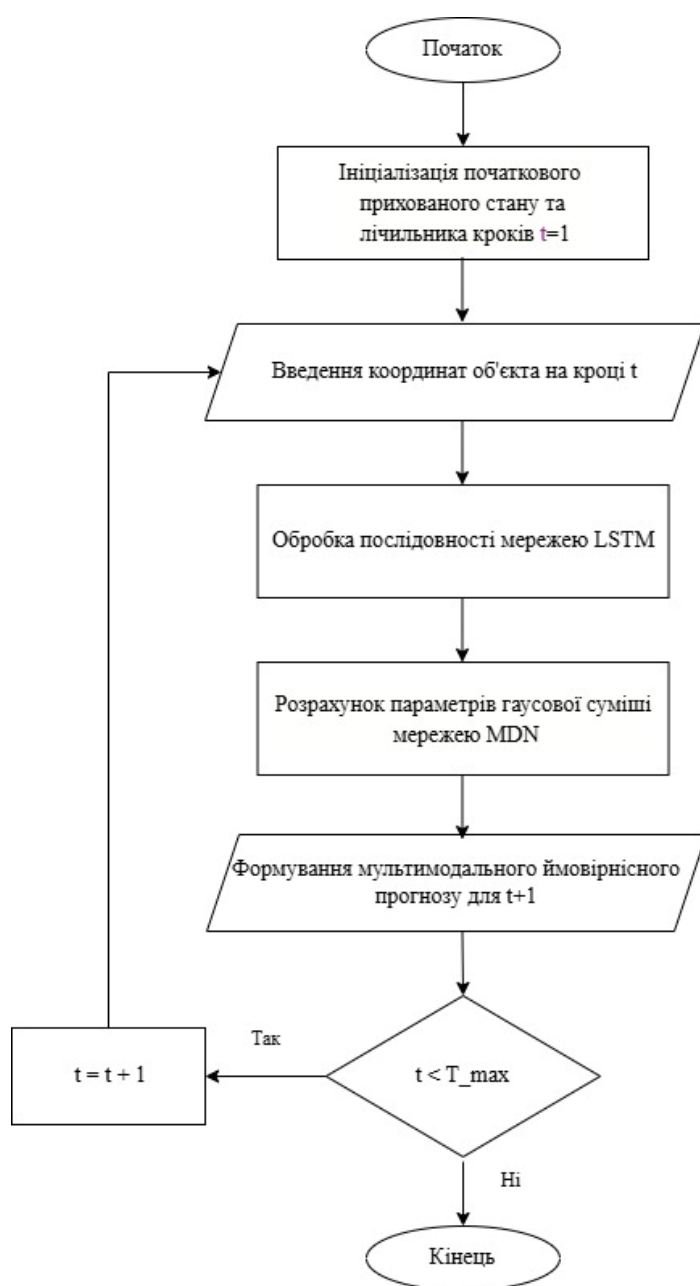 Початок
Ініціалізація початкового
прихованого стану та
лічильника кроків t=1
Введення координат об'єкта на кроці t
Обробка послідовності мережею LSTM
Розрахунок параметрів гаусової суміші
мережею MDN
Формування мультимодального ймовірнісного
прогнозу для t+1
Так
t = t + 1
t < T_max
Ні
Кінець